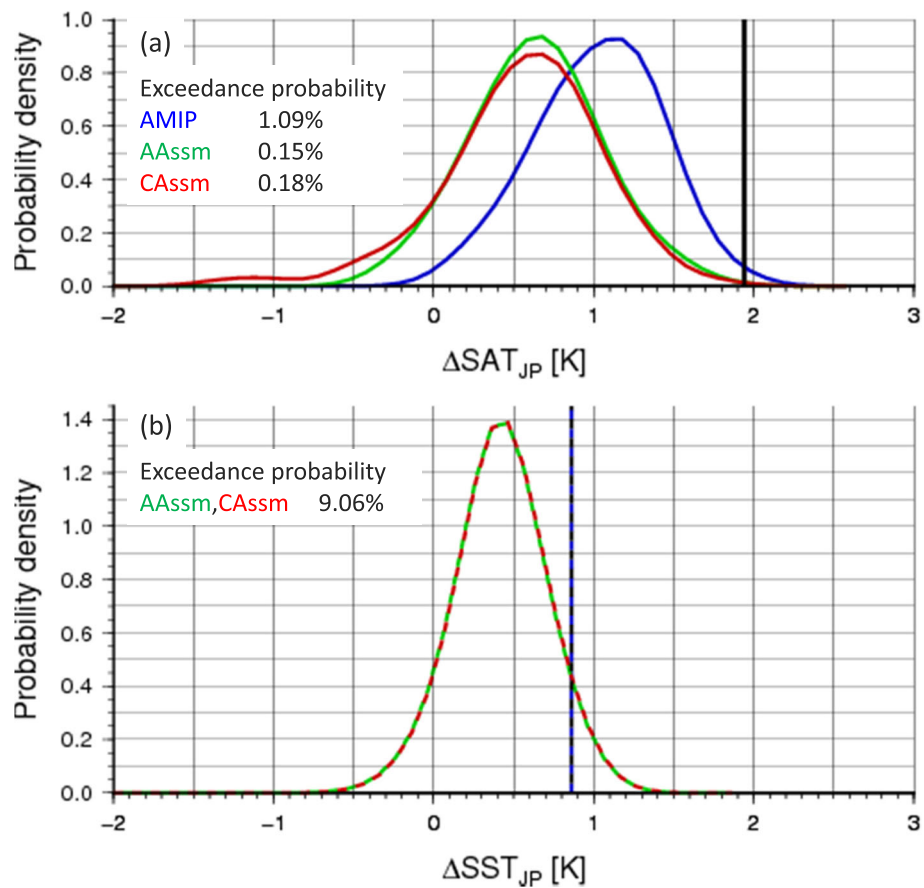 (a)
Exceedance probability
AMIP 1.09%
AAssm 0.15%
CAssm 0.18%
Probability density
1.0
0.8
0.6
0.4
0.2
0.0
−2 −1 0 1 2 3
ΔSAT_JP [K]
(b)
Exceedance probability
AAssm,CAssm 9.06%
Probability density
1.4
1.2
1.0
0.8
0.6
0.4
0.2
0.0
−2 −1 0 1 2 3
ΔSST_JP [K]